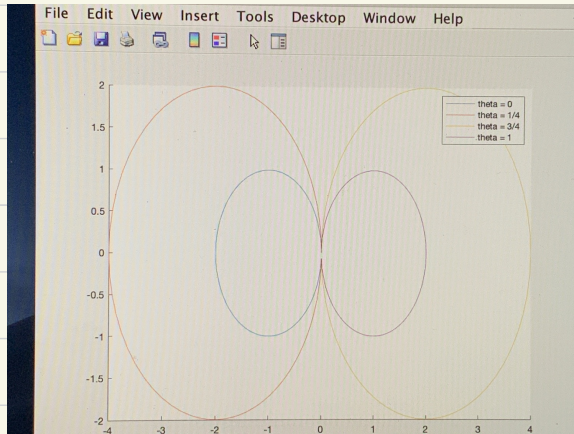 File Edit View Insert Tools Desktop Window Help
theta = 0
theta = 1/4
theta = 3/4
theta = 1
2
1.5
1
0.5
0
-0.5
-1
-1.5
-2
-4 -3 -2 -1 0 1 2 3 4